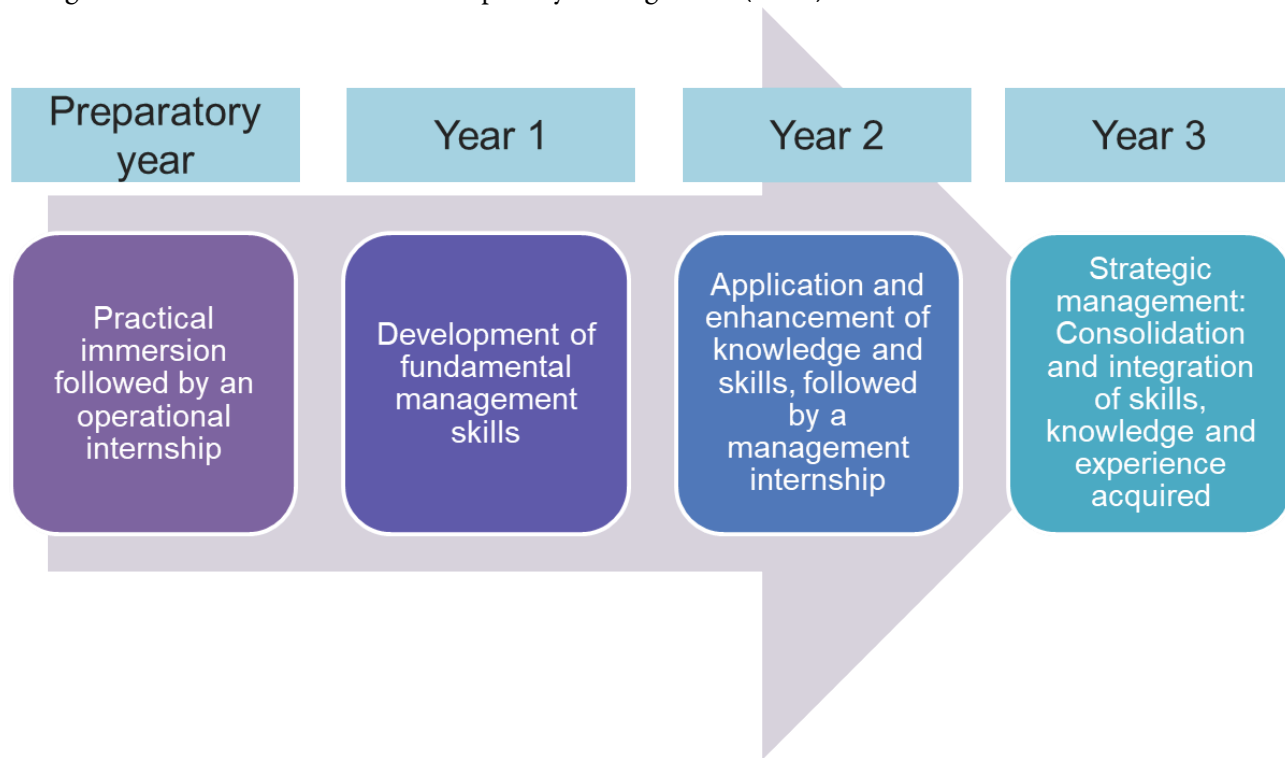 Preparatory
year
Year 1
Year 2
Year 3
Practical
immersion
followed by an
operational
internship
Development of
fundamental
management
skills
Application and
enhancement of
knowledge and
skills, followed
by a
management
internship
Strategic
management:
Consolidation
and integration
of skills,
knowledge and
experience
acquired